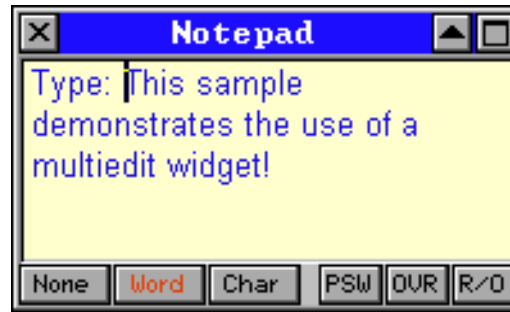 Notepad
Type: This sample
demonstrates the use of a
multiedit widget!
None Word Char PSW OVR R/O